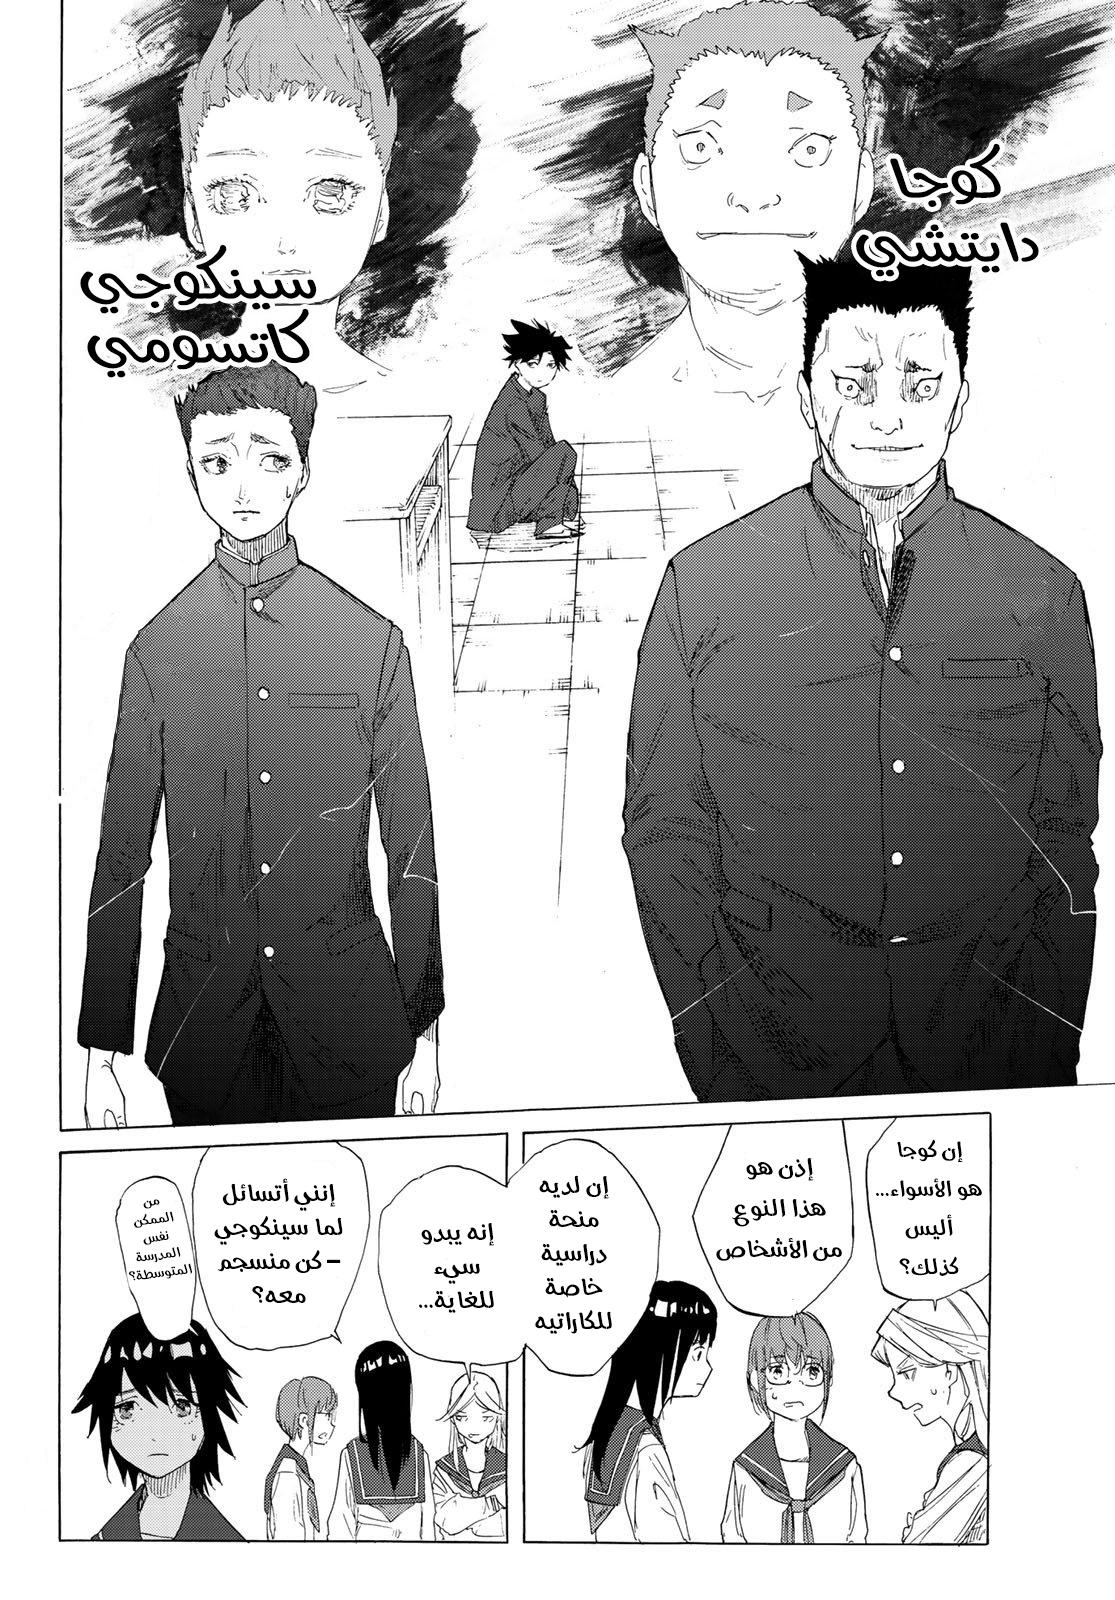 كوجا
دايتشي
سينكوجي
كاتسومي
إن كوجا
هو الأسواء...
أليس
كذلك؟
إذن هو
هذا النوع
من الأشخاص
إن لديه
منحة
دراسية
خاصة
للكاراتيه
إنه يبدو
سيء
للغاية...
إنني أتسائل
لما سينكوجي
– كن منسجم
معه؟
من
الممكن
نفس
المدرسة
المتوسطة؟